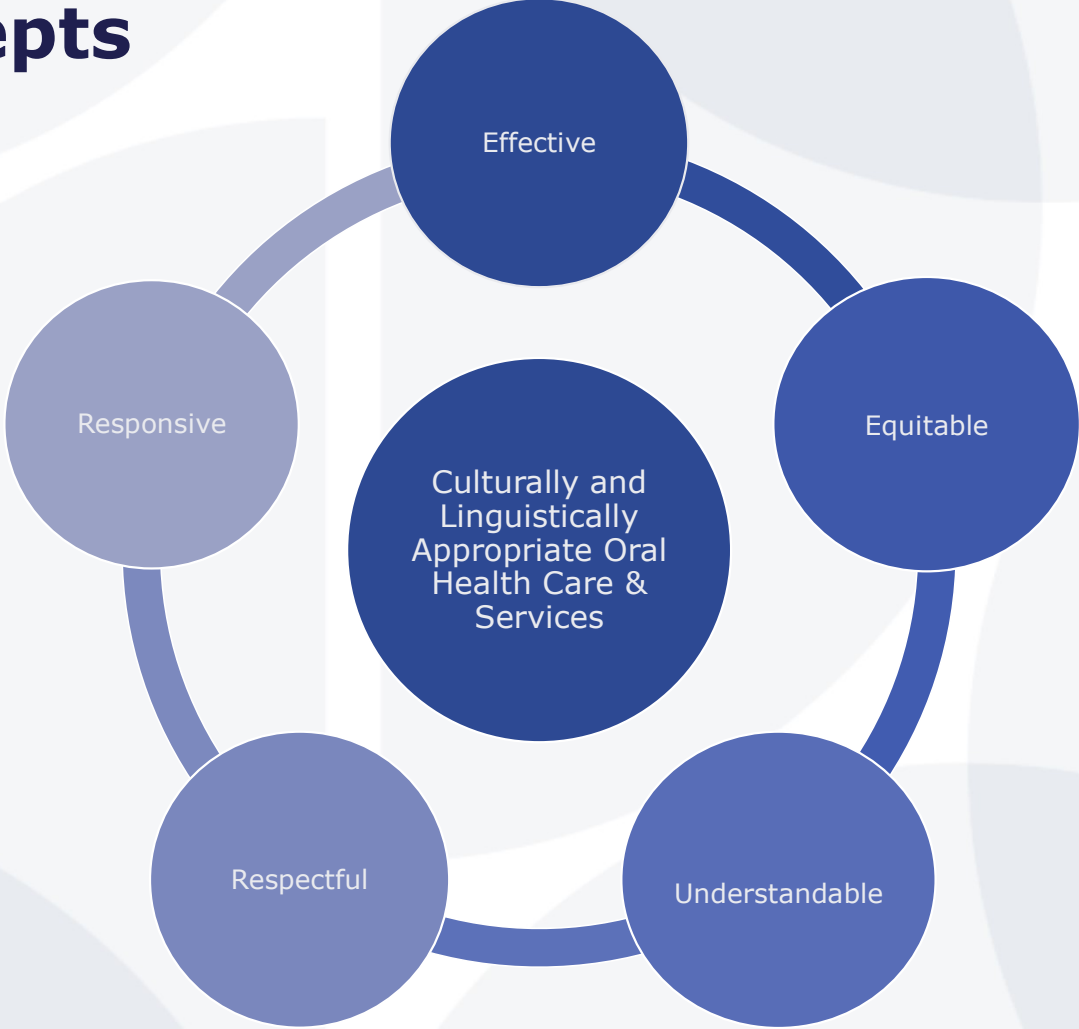 epts
Effective
Equitable
Responsive
Culturally and
Linguistically
Appropriate Oral
Health Care &
Services
Respectful
Understandable